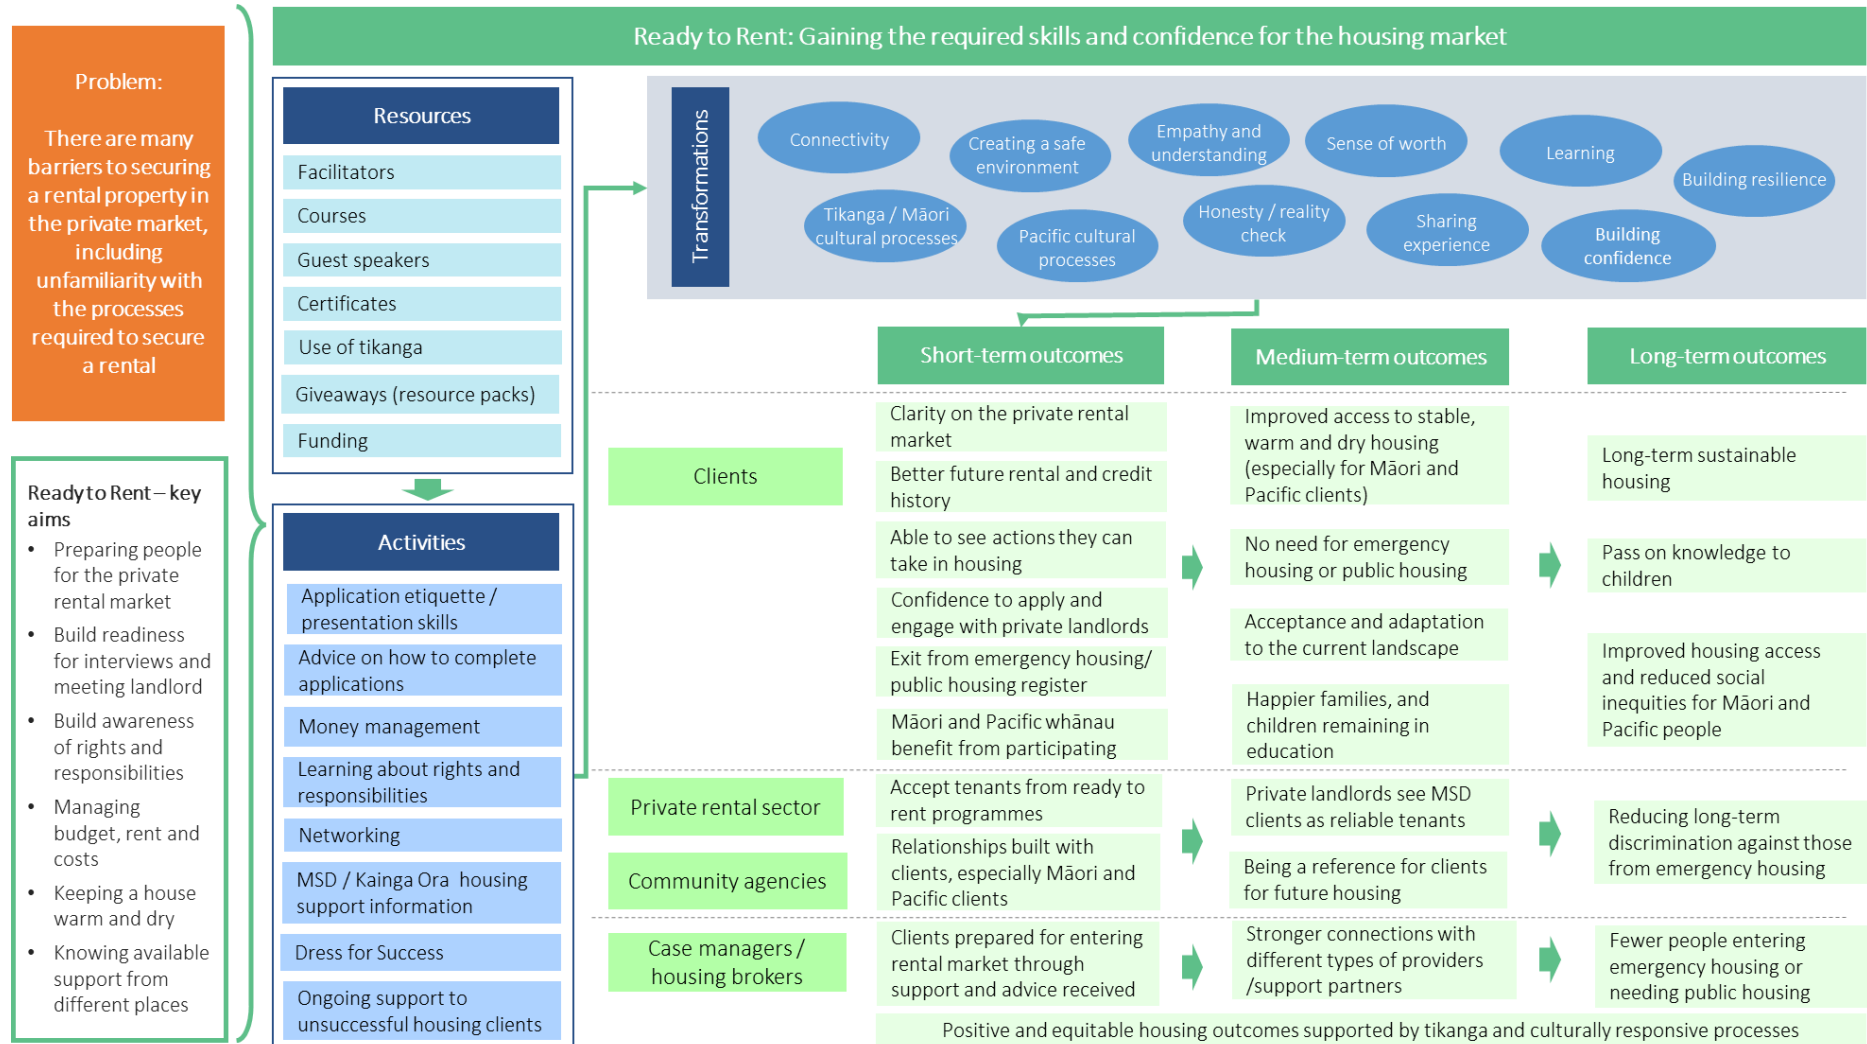 Ready to Rent: Gaining the required skills and confidence for the housing market
Problem:
There are many
barriers to securing
a rental property in
the private market,
including
unfamiliarity with
the processes
required to secure
a rental
Ready to Rent – key
aims
• Preparing people
for the private
rental market
• Build readiness
for interviews and
meeting landlord
• Build awareness
of rights and
responsibilities
• Managing
budget, rent and
costs
• Keeping a house
warm and dry
• Knowing available
support from
different places
Resources
Facilitators
Courses
Guest speakers
Certificates
Use of tikanga
Giveaways (resource packs)
Funding
Activities
Application etiquette /
presentation skills
Advice on how to complete
applications
Money management
Learning about rights and
responsibilities
Networking
MSD / Kainga Ora housing
support information
Dress for Success
Ongoing support to
unsuccessful housing clients
Transformations
Connectivity
Creating a safe
environment
Empathy and
understanding
Sense of worth
Learning
Building resilience
Tikanga / Māori
cultural processes
Pacific cultural
processes
Honesty / reality
check
Sharing
experience
Building
confidence
Short-term outcomes
Medium-term outcomes
Long-term outcomes
Clients
Clarity on the private rental
market
Better future rental and credit
history
Able to see actions they can
take in housing
Confidence to apply and
engage with private landlords
Exit from emergency housing/
public housing register
Māori and Pacific whānau
benefit from participating
Improved access to stable,
warm and dry housing
(especially for Māori and
Pacific clients)
No need for emergency
housing or public housing
Acceptance and adaptation
to the current landscape
Happier families, and
children remaining in
education
Long-term sustainable
housing
Pass on knowledge to
children
Improved housing access
and reduced social
inequities for Māori and
Pacific people
Private rental sector
Community agencies
Accept tenants from ready to
rent programmes
Relationships built with
clients, especially Māori and
Pacific clients
Private landlords see MSD
clients as reliable tenants
Being a reference for clients
for future housing
Reducing long-term
discrimination against those
from emergency housing
Case managers /
housing brokers
Clients prepared for entering
rental market through
support and advice received
Stronger connections with
different types of providers
/support partners
Fewer people entering
emergency housing or
needing public housing
Positive and equitable housing outcomes supported by tikanga and culturally responsive processes